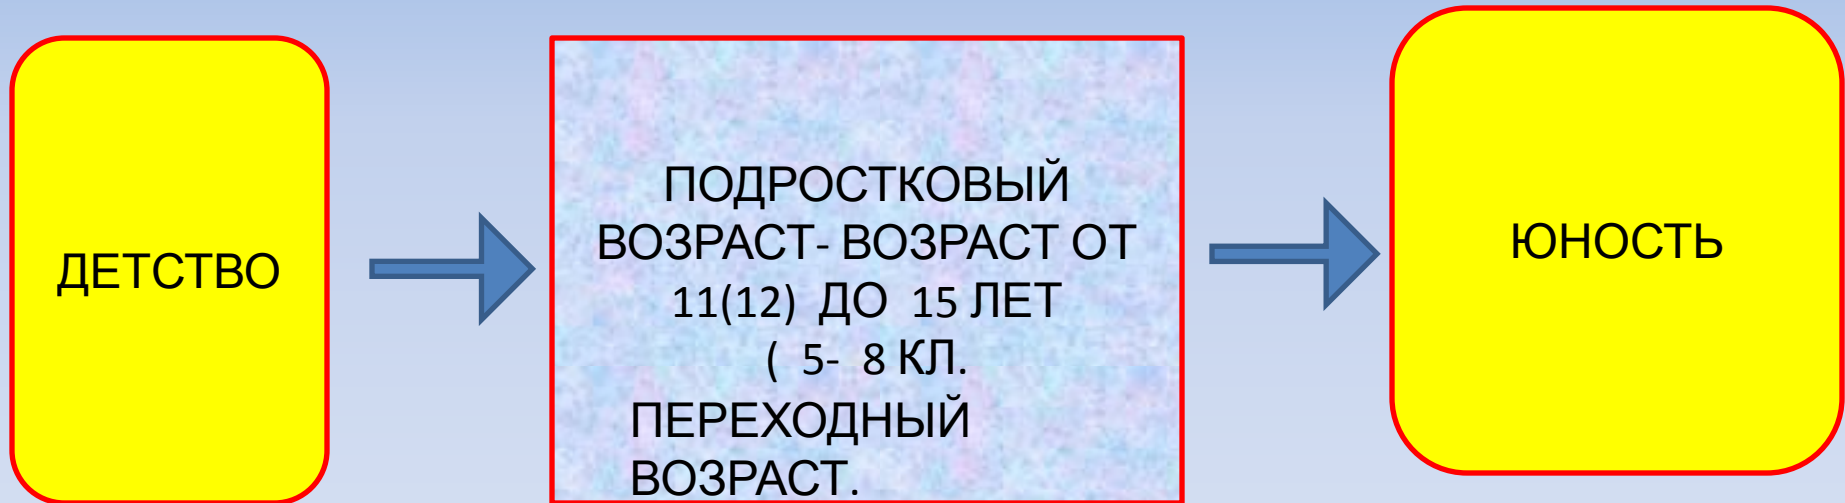 ДЕТСТВО
ПОДРОСТКОВЫЙ
ВОЗРАСТ- ВОЗРАСТ ОТ
11(12) ДО 15 ЛЕТ
( 5- 8 КЛ.
ПЕРЕХОДНЫЙ
ВОЗРАСТ.
ЮНОСТЬ